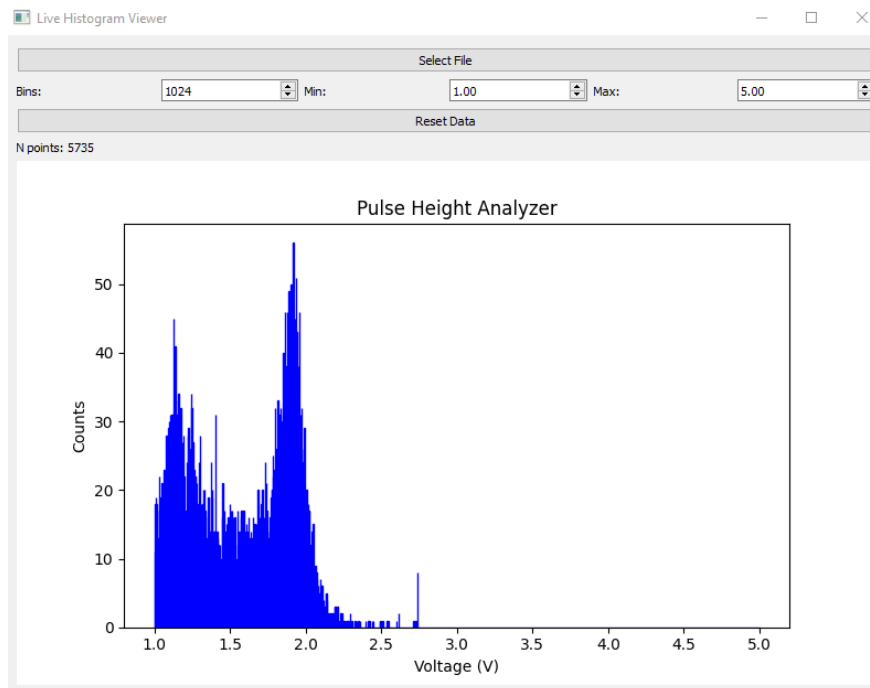 Live Histogram Viewer
Select File
Bins: 1024 Min: 1.00 Max: 5.00
Reset Data
N points: 5735
Pulse Height Analyzer
50
40
30
20
10
0
Counts
1.0 1.5 2.0 2.5 3.0 3.5 4.0 4.5 5.0
Voltage (V)